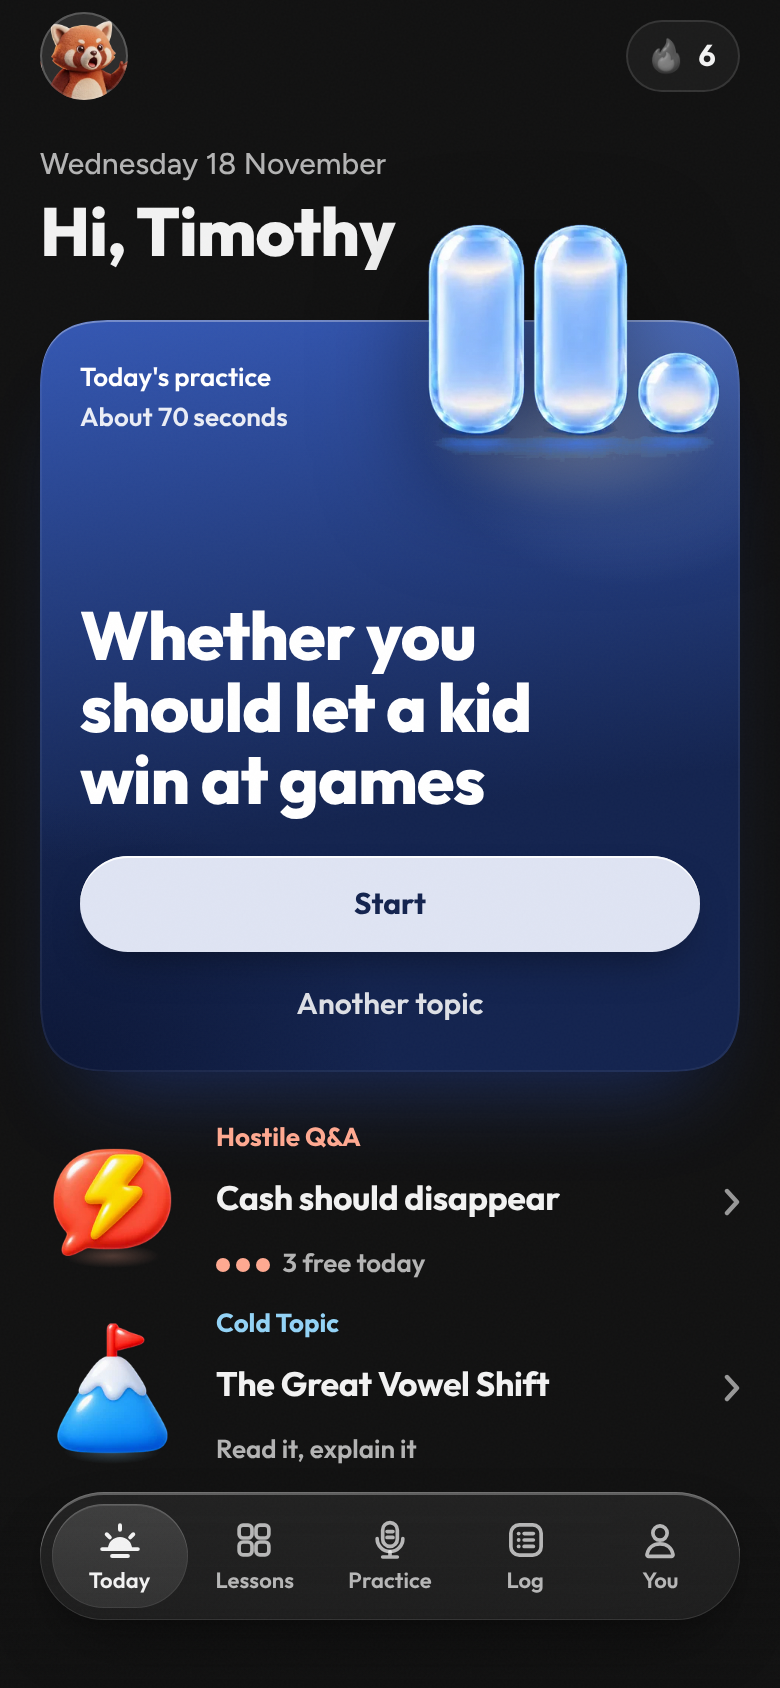 6
Wednesday 18 November
Hi, Timothy
Today's practice
About 70 seconds
Whether you
should let a kid
win at games
Start
Another topic
Hostile Q&A
Cash should disappear
3 free today
Cold Topic
The Great Vowel Shift
Read it, explain it
Today
Lessons
Practice
Log
You